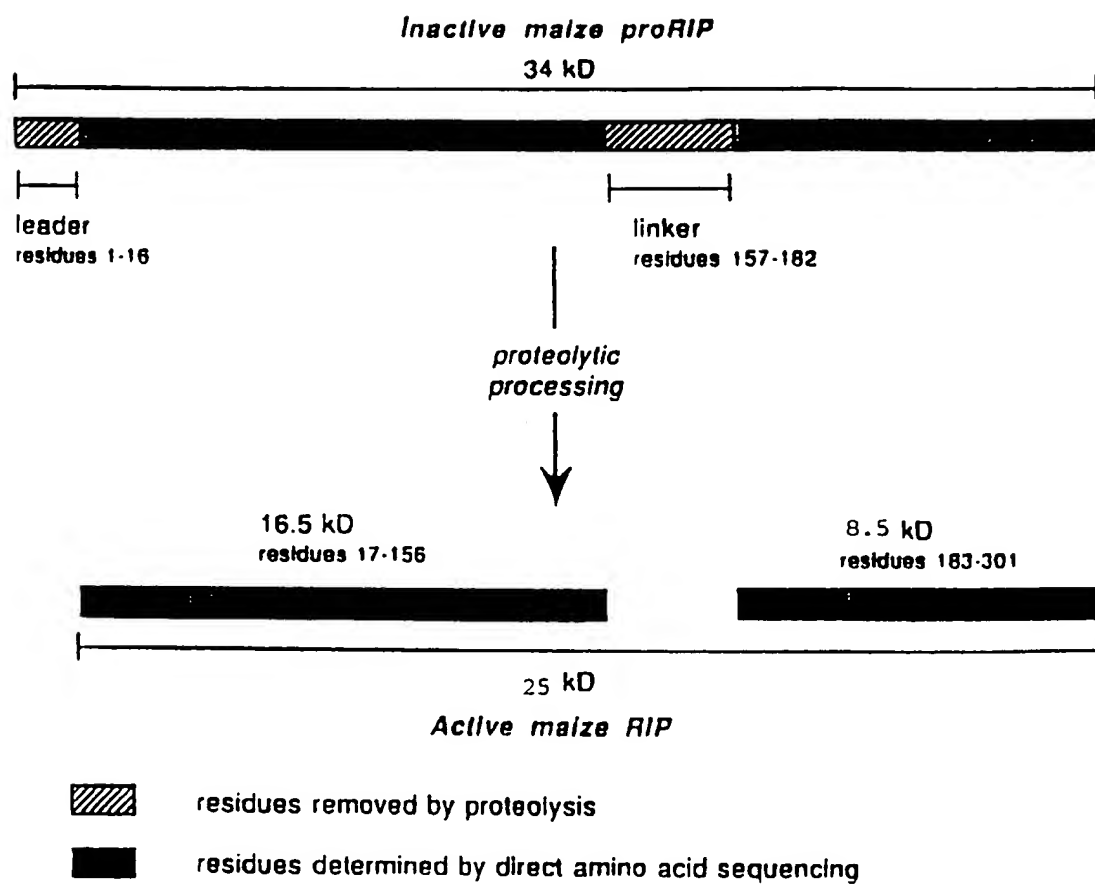 Inactive maize proRIP
34 kD
leader
residues 1-16
linker
residues 157-182
proteolytic
processing
16.5 kD
residues 17-156
8.5 kD
residues 183-301
25 kD
Active maize RIP
residues removed by proteolysis
residues determined by direct amino acid sequencing